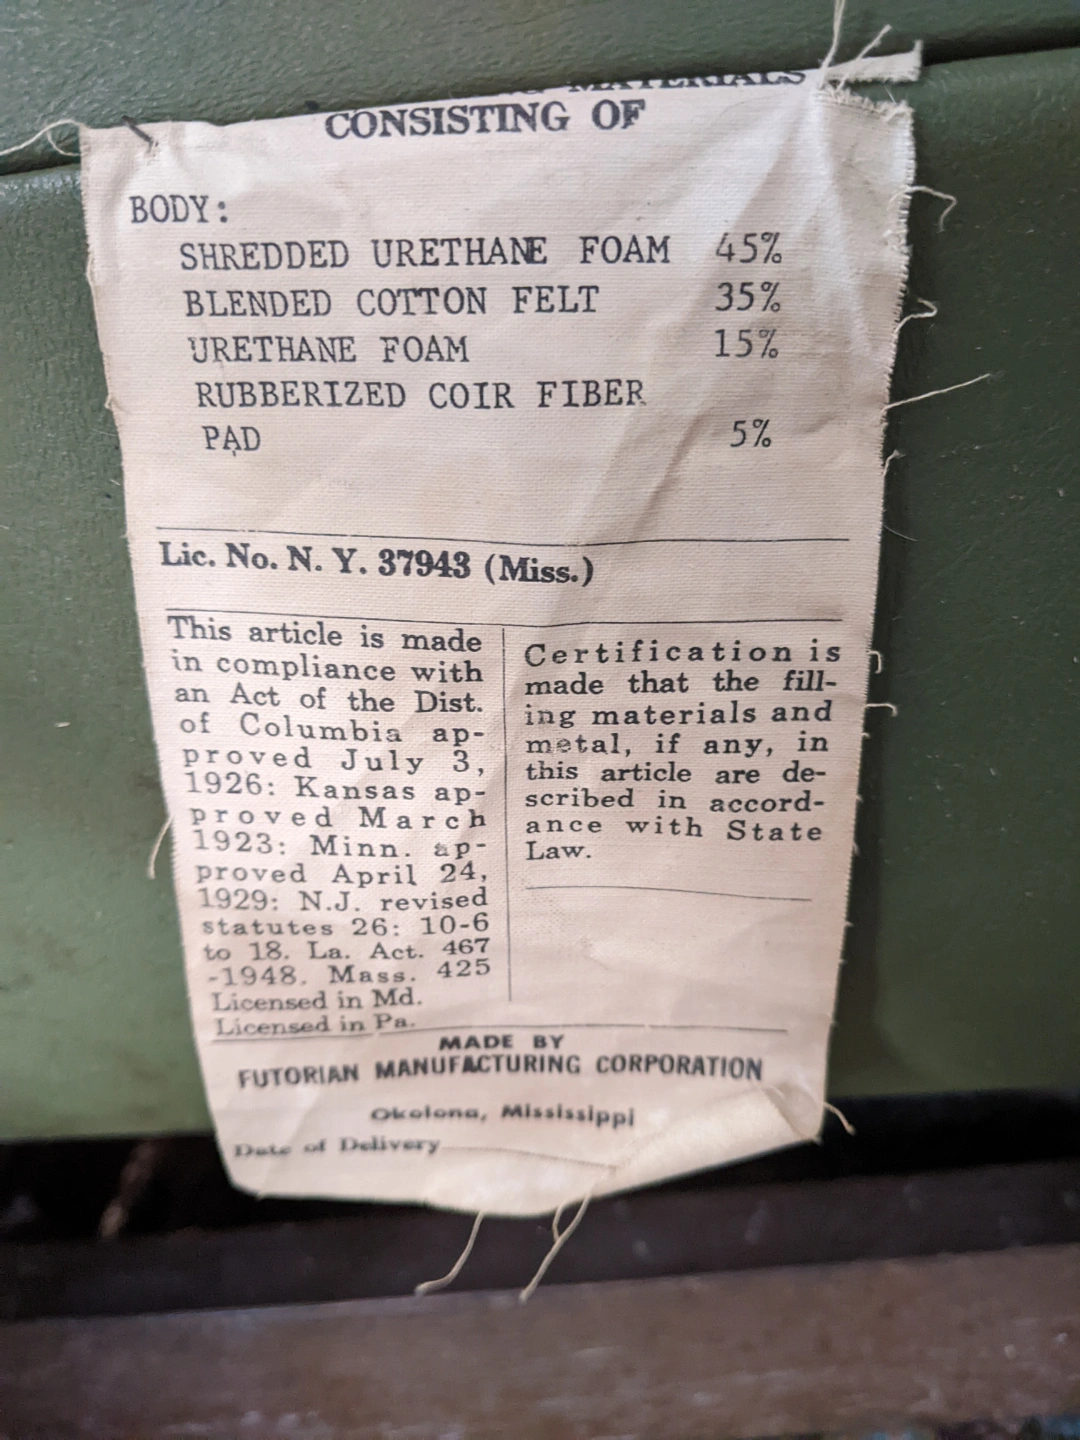 MATERIALS
CONSISTING OF
BODY:
SHREDDED URETHANE FOAM 45%
BLENDED COTTON FELT 35%
URETHANE FOAM 15%
RUBBERIZED COIR FIBER
PAD 5%
Lic. No. N. Y. 37943 (Miss.)
This article is made
in compliance with
an Act of the Dist.
of Columbia ap-
proved July 3,
1926: Kansas ap-
proved March
1923: Minn. ap-
proved April 24,
1929: N.J. revised
statutes 26: 10-6
to 18. La. Act. 467
-1948. Mass. 425
Licensed in Md.
Licensed in Pa.
Certification is
made that the fill-
ing materials and
metal, if any, in
this article are de-
scribed in accord-
ance with State
Law.
MADE BY
FUTORIAN MANUFACTURING CORPORATION
Okolona, Mississippi
Date of Delivery